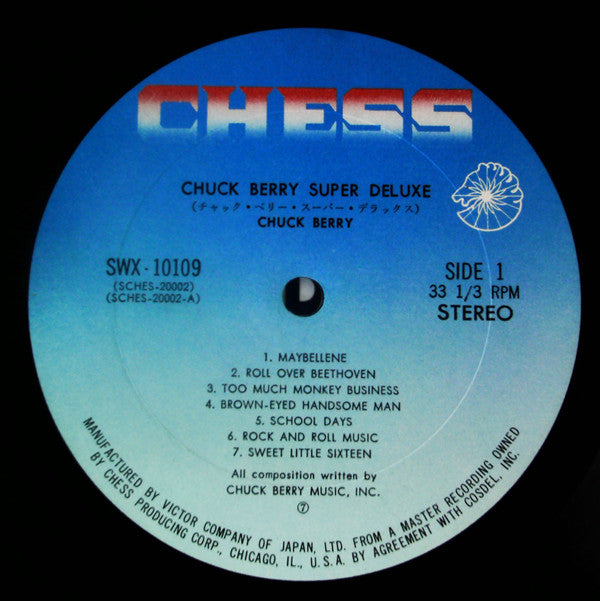 CHESS
CHUCK BERRY SUPER DELUXE
(チャック・ベリー・スーパー・デラックス)
CHUCK BERRY
SWX-10109
(SCHES-20002)
(SCHES-20002-A)
SIDE 1
33 1/3 RPM
STEREO
1. MAYBELLENE
2. ROLL OVER BEETHOVEN
3. TOO MUCH MONKEY BUSINESS
4. BROWN-EYED HANDSOME MAN
5. SCHOOL DAYS
6. ROCK AND ROLL MUSIC
7. SWEET LITTLE SIXTEEN
All composition written by
CHUCK BERRY MUSIC, INC.
⑦
MANUFACTURED BY VICTOR COMPANY OF JAPAN, LTD. FROM A MASTER RECORDING OWNED
BY CHESS PRODUCING CORP., CHICAGO, IL., U.S.A. BY AGREEMENT WITH COSDEL, INC.